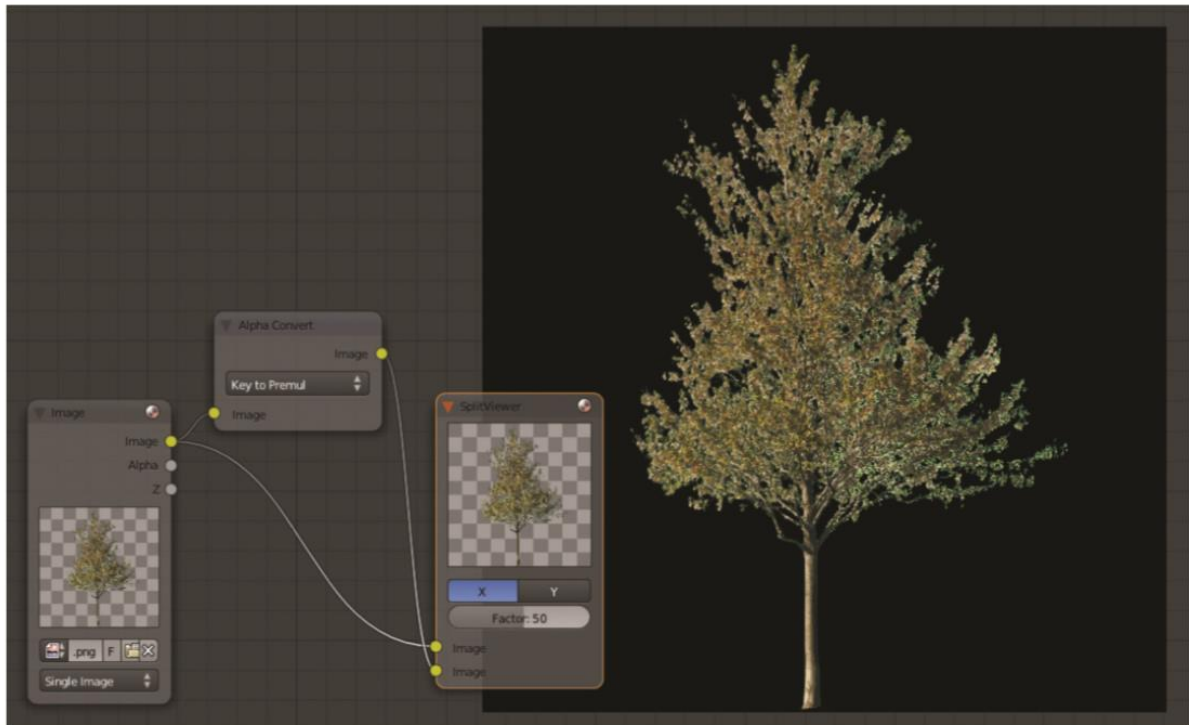 Alpha Convert
Image
Key to Premul
Image
Image
Image
Alpha
Z
.png F
Single Image
SplitViewer
X Y
Factor: 50
Image
Image